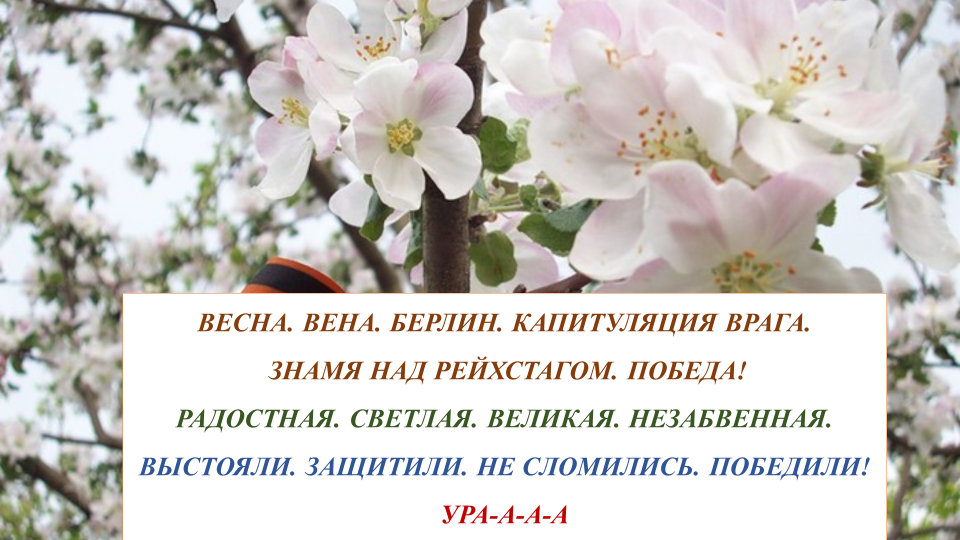 ВЕСНА. ВЕНА. БЕРЛИН. КАПИТУЛЯЦИЯ ВРАГА.
ЗНАМЯ НАД РЕЙХСТАГОМ. ПОБЕДА!
РАДОСТНАЯ. СВЕТЛАЯ. ВЕЛИКАЯ. НЕЗАБВЕННАЯ.
ВЫСТОЯЛИ. ЗАЩИТИЛИ. НЕ СЛОМИЛИСЬ. ПОБЕДИЛИ!
УРА-А-А-А